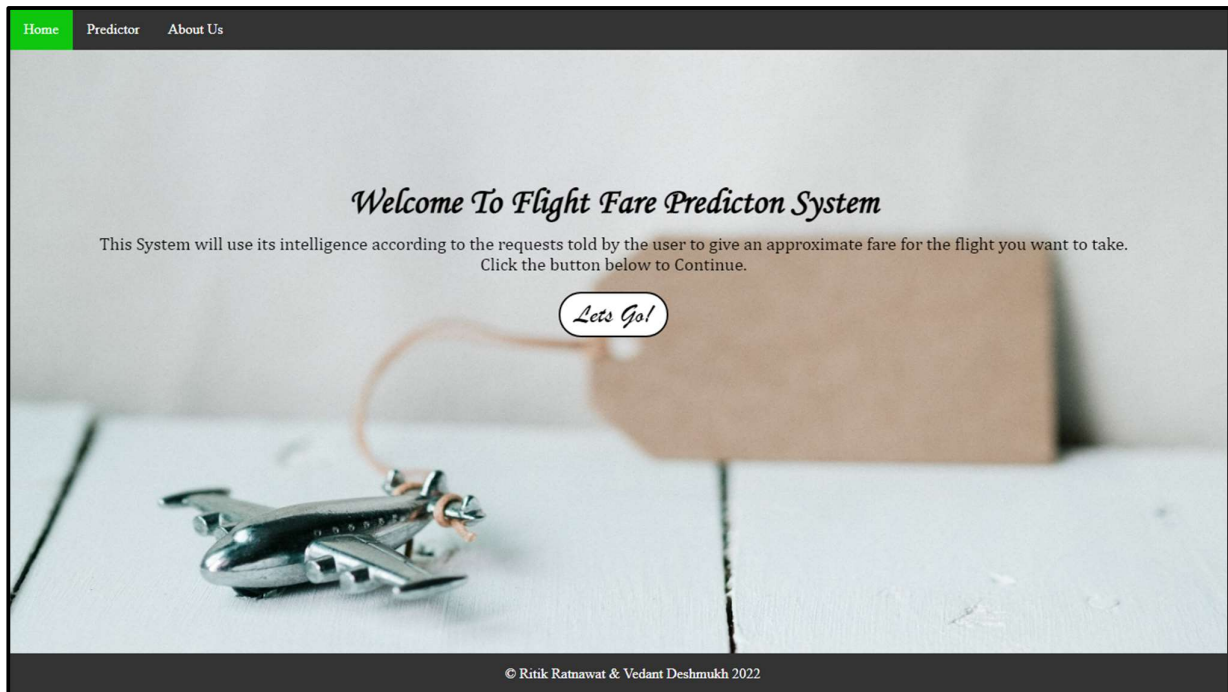 Home Predictor About Us
Welcome To Flight Fare Predicton System
This System will use its intelligence according to the requests told by the user to give an approximate fare for the flight you want to take.
Click the button below to Continue.
Lets Go!
© Ritik Ratnawat & Vedant Deshmukh 2022